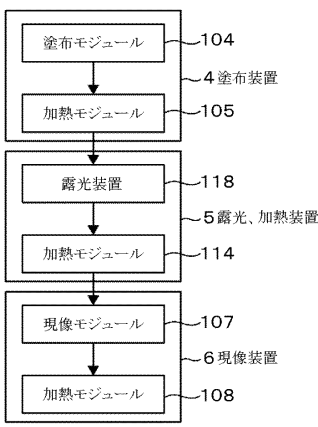 塗布モジュール 104
4 塗布装置
加熱モジュール 105
露光装置 118
5 露光、加熱装置
加熱モジュール 114
現像モジュール 107
6 現像装置
加熱モジュール 108